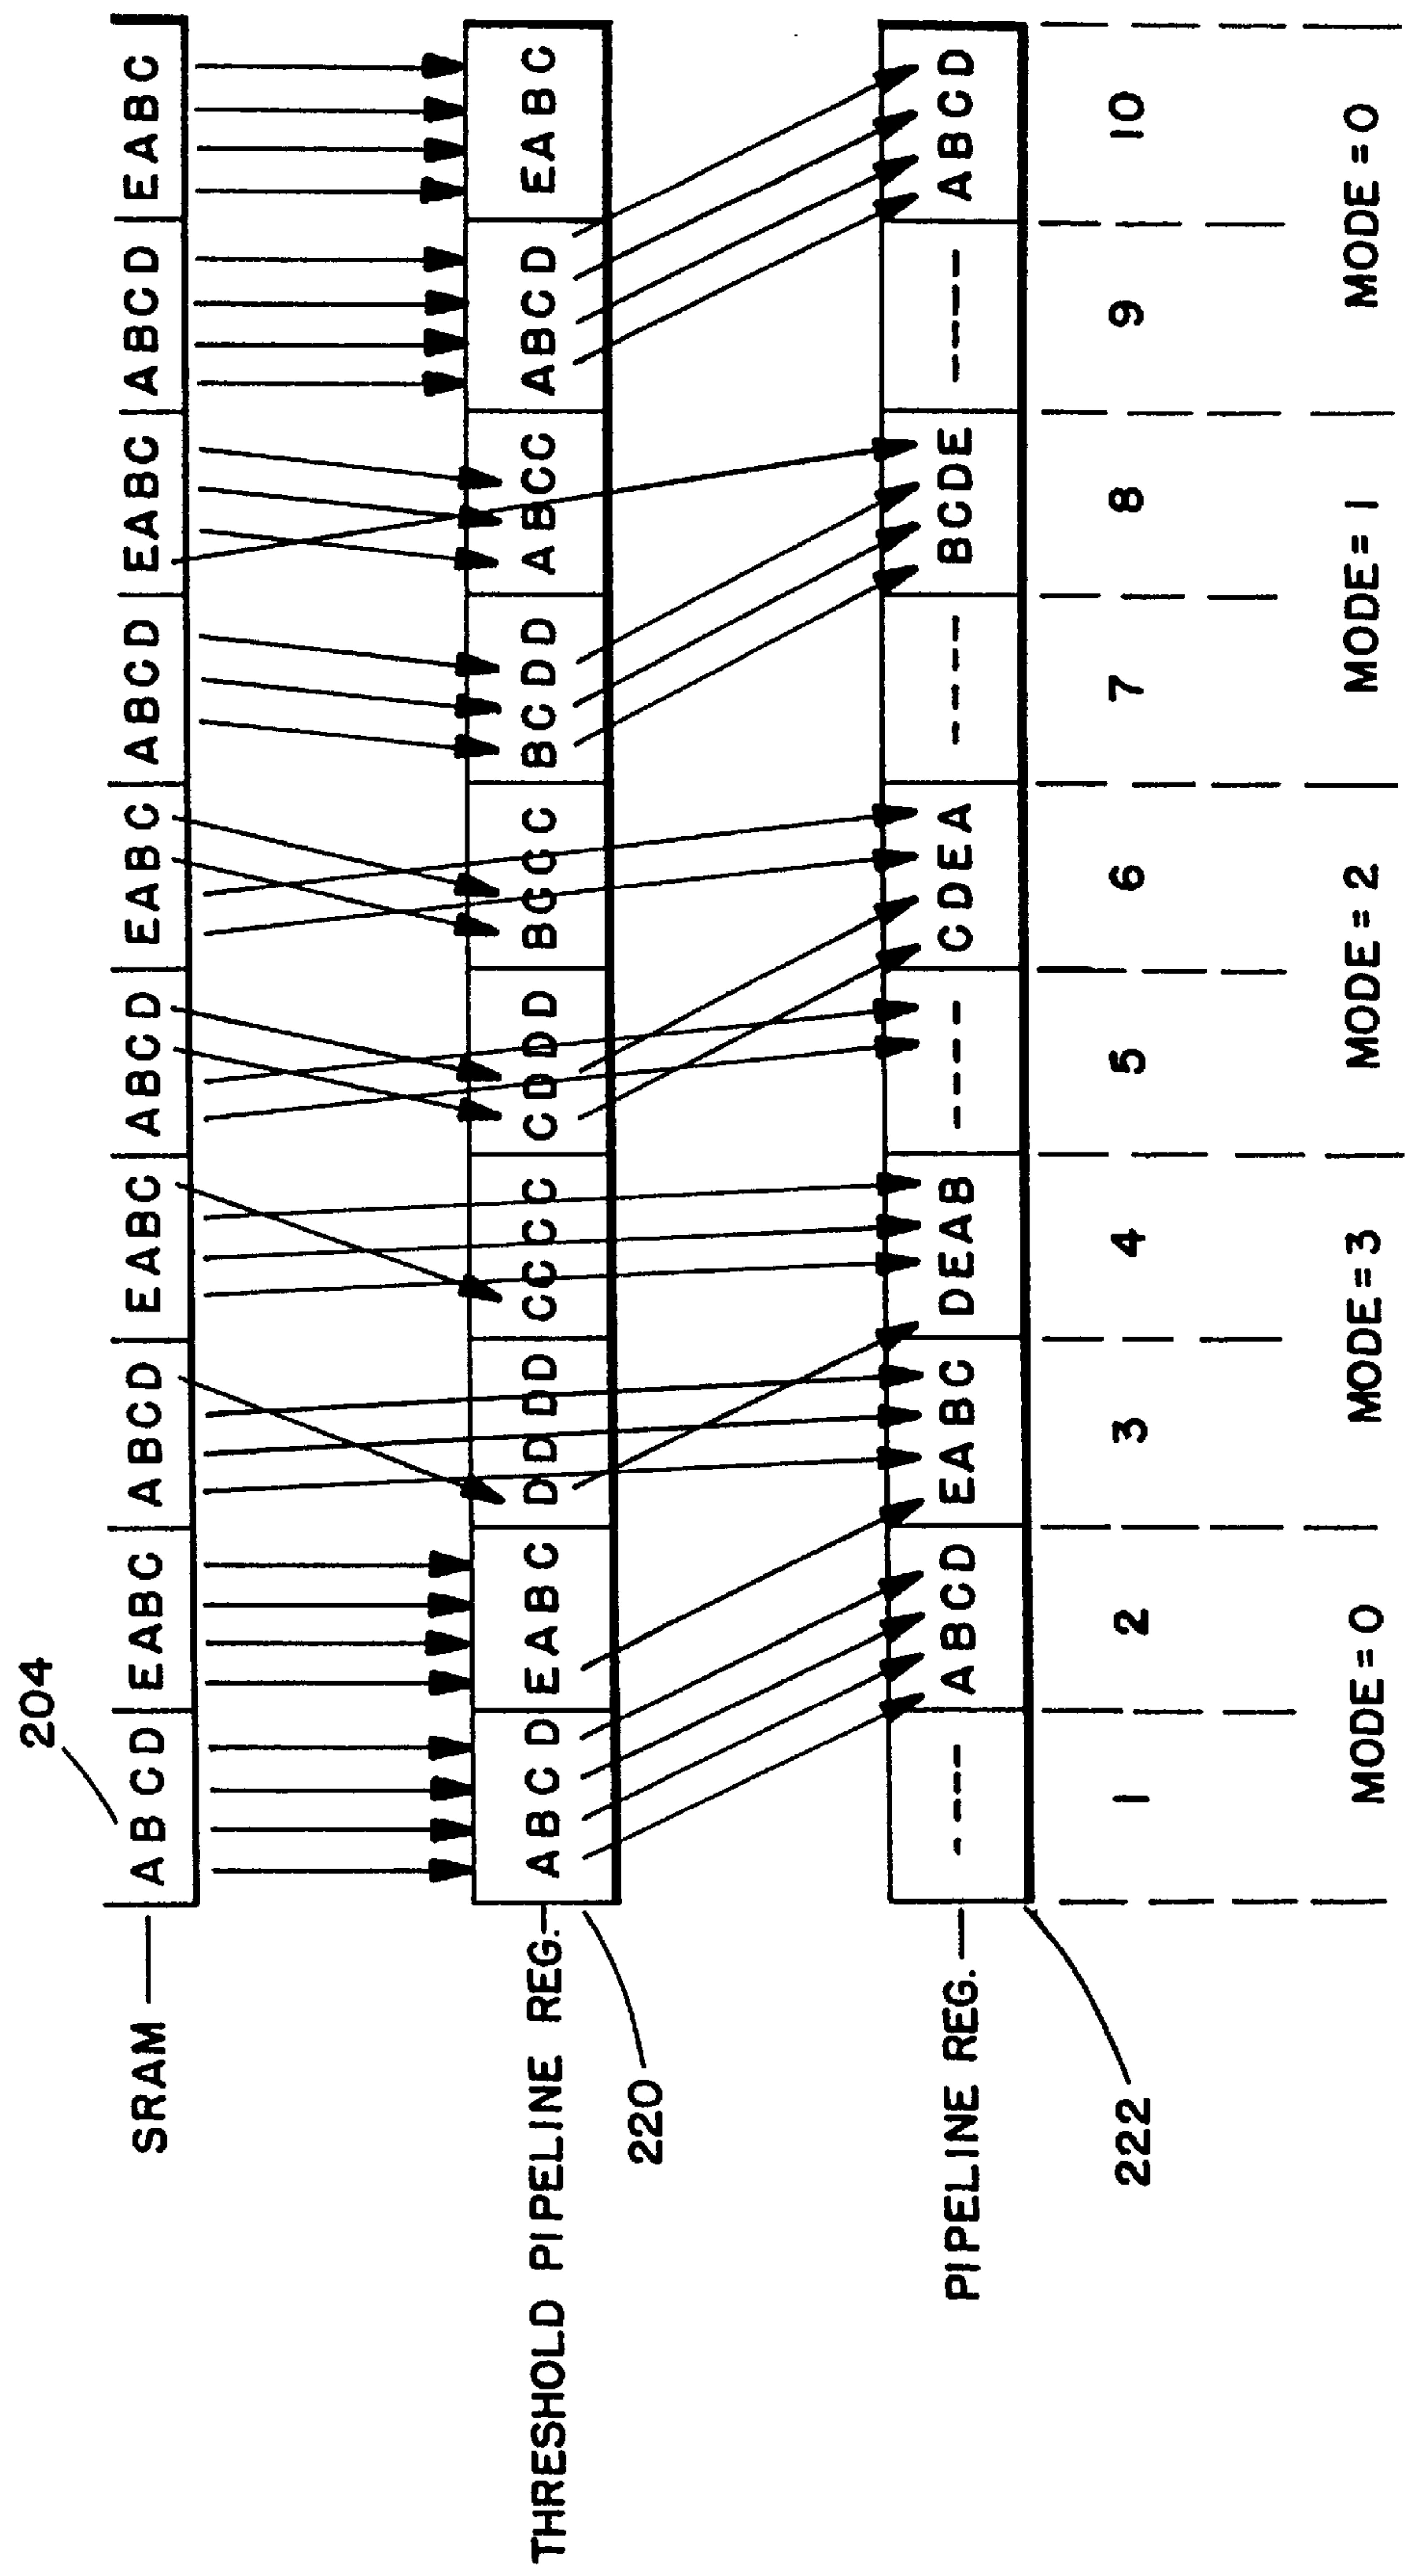 204
SRAM — A B C D EABC ABCD EABC ABCD EABC ABCD EABC ABCD EABC
THRESHOLD PIPELINE REG. — ABCD EABC DDDD CCCC CDDD BCCC BCDD ABCC ABCD EABC
220
PIPELINE REG. — ---- ABCD EABC DEAB ---- CDEA ---- BCDE ---- ABCD
222
1 2 3 4 5 6 7 8 9 10
MODE = 0 MODE = 3 MODE = 2 MODE = 1 MODE = 0